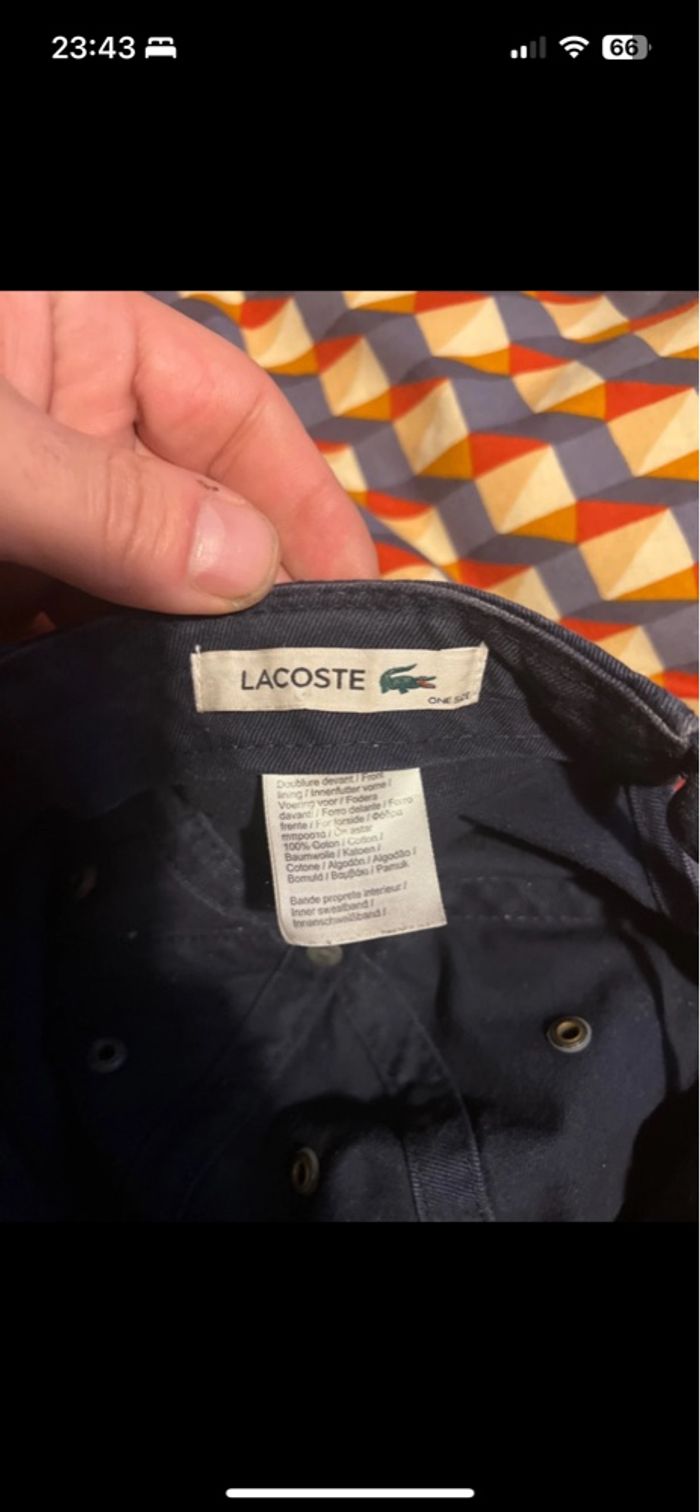 23:43
66
LACOSTE
ONE SIZE
Doublure devant / Front
lining / Innenfutter vorne /
Voering voor / Fodera
davanti / Forro delante / Forro
frente / For forside / Φόδρα
μπροστά / Ön astar
100% Coton / Cotton /
Baumwolle / Katoen /
Cotone / Algodón / Algodão /
Bomuld / Βαμβάκι / Pamuk
Bande propreté intérieur /
Inner sweatband /
Innenschweißband /